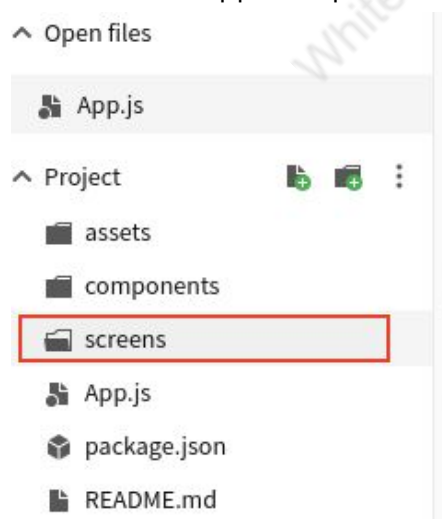 Open files
App.js
Project
assets
components
screens
App.js
package.json
README.md